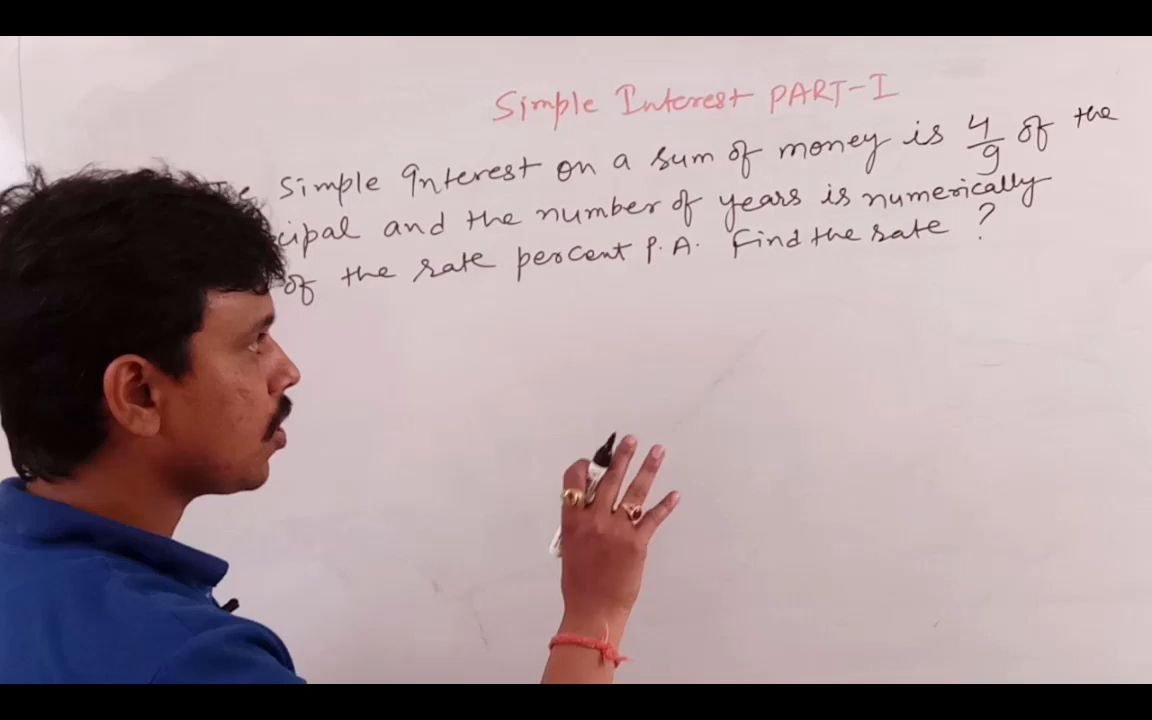 Simple Interest PART-I
Simple Interest on a sum of money is 4/9 of the
cipal and the number of years is numerically
of the rate percent P.A. Find the rate ?